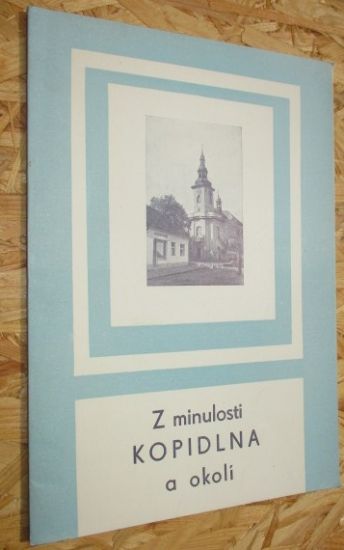 Z minulosti
KOPIDLNA
a okolí